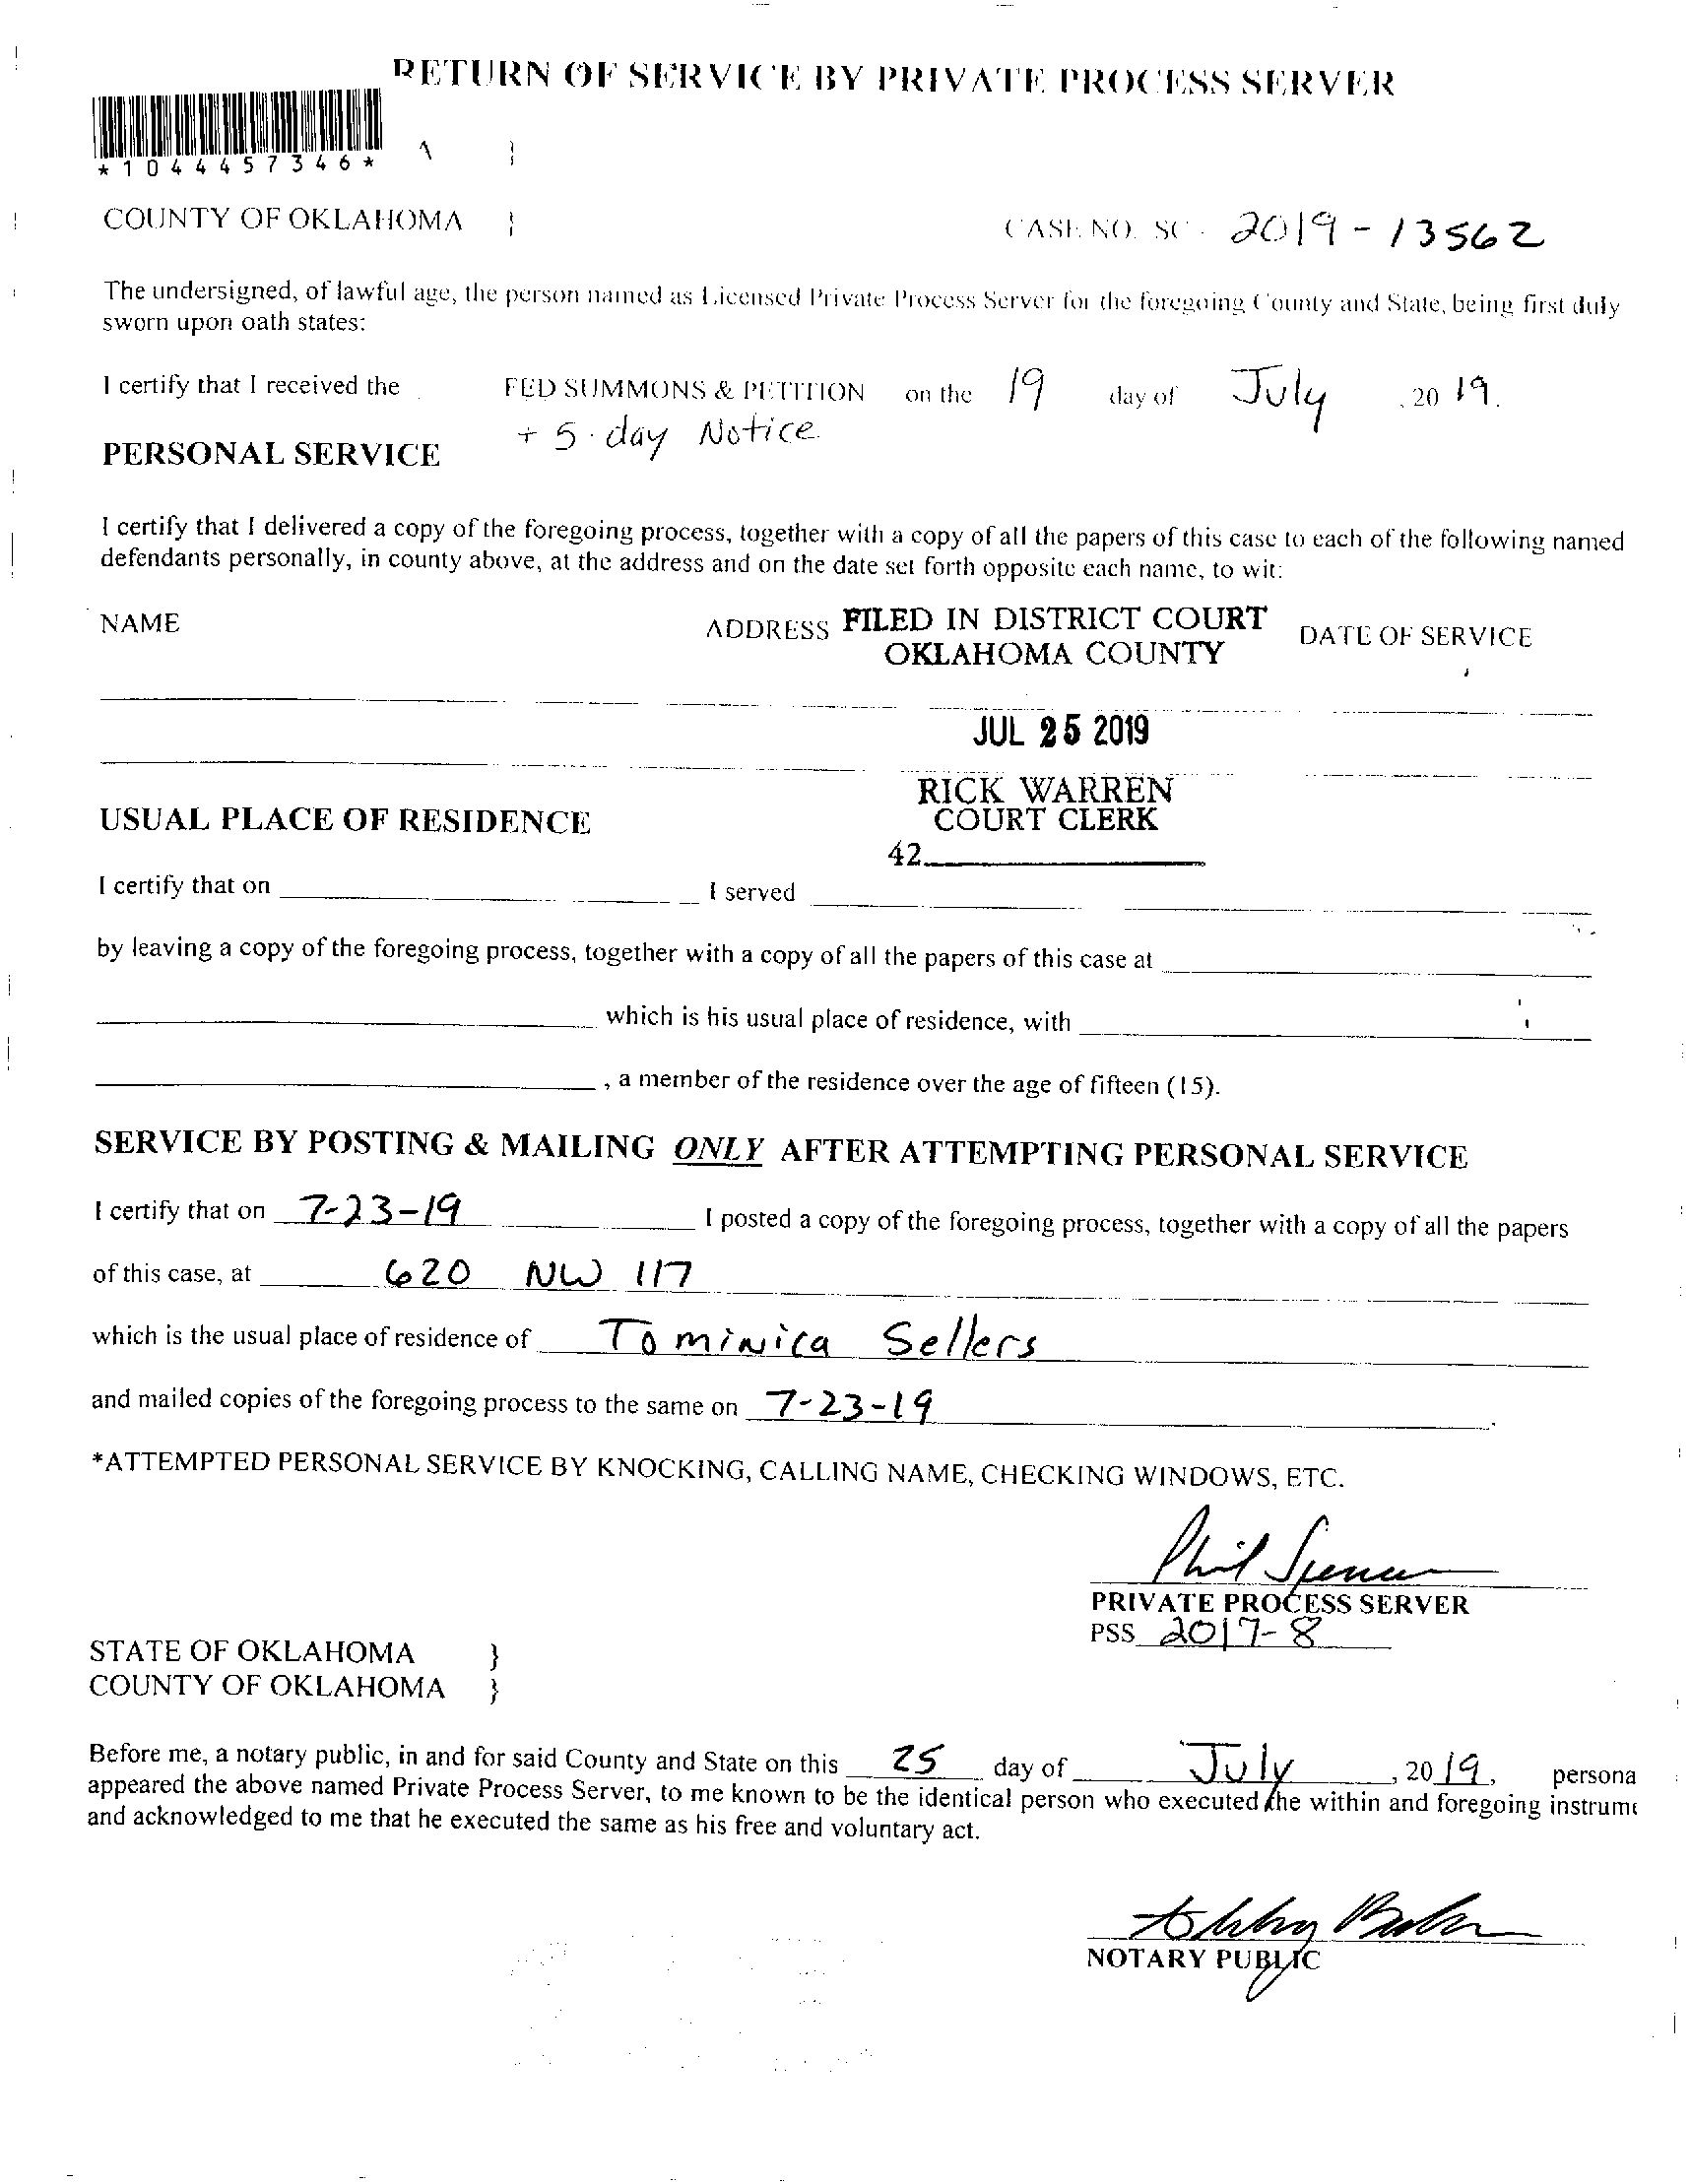 RETURN OF SERVICE BY PRIVATE PROCESS SERVER
*1044457346*
COUNTY OF OKLAHOMA }
CASE NO. SC - 2019-13562
The undersigned, of lawful age, the person named as Licensed Private Process Server for the foregoing County and State, being first duly
sworn upon oath states:
I certify that I received the FED SUMMONS & PETITION on the 19 day of July, 20 19.
+ 5-day Notice
PERSONAL SERVICE
I certify that I delivered a copy of the foregoing process, together with a copy of all the papers of this case to each of the following named
defendants personally, in county above, at the address and on the date set forth opposite each name, to wit:
NAME ADDRESS DATE OF SERVICE
FILED IN DISTRICT COURT
OKLAHOMA COUNTY
JUL 25 2019
RICK WARREN
COURT CLERK
42
USUAL PLACE OF RESIDENCE
I certify that on I served
by leaving a copy of the foregoing process, together with a copy of all the papers of this case at
which is his usual place of residence, with
, a member of the residence over the age of fifteen (15).
SERVICE BY POSTING & MAILING ONLY AFTER ATTEMPTING PERSONAL SERVICE
I certify that on 7-23-19 I posted a copy of the foregoing process, together with a copy of all the papers
of this case, at 620 NW 117
which is the usual place of residence of Tominica Sellers
and mailed copies of the foregoing process to the same on 7-23-19.
*ATTEMPTED PERSONAL SERVICE BY KNOCKING, CALLING NAME, CHECKING WINDOWS, ETC.
Phil Spencer
PRIVATE PROCESS SERVER
PSS 2017-8
STATE OF OKLAHOMA }
COUNTY OF OKLAHOMA }
Before me, a notary public, in and for said County and State on this 25 day of July, 2019, persona
appeared the above named Private Process Server, to me known to be the identical person who executed the within and foregoing instrume
and acknowledged to me that he executed the same as his free and voluntary act.
NOTARY PUBLIC